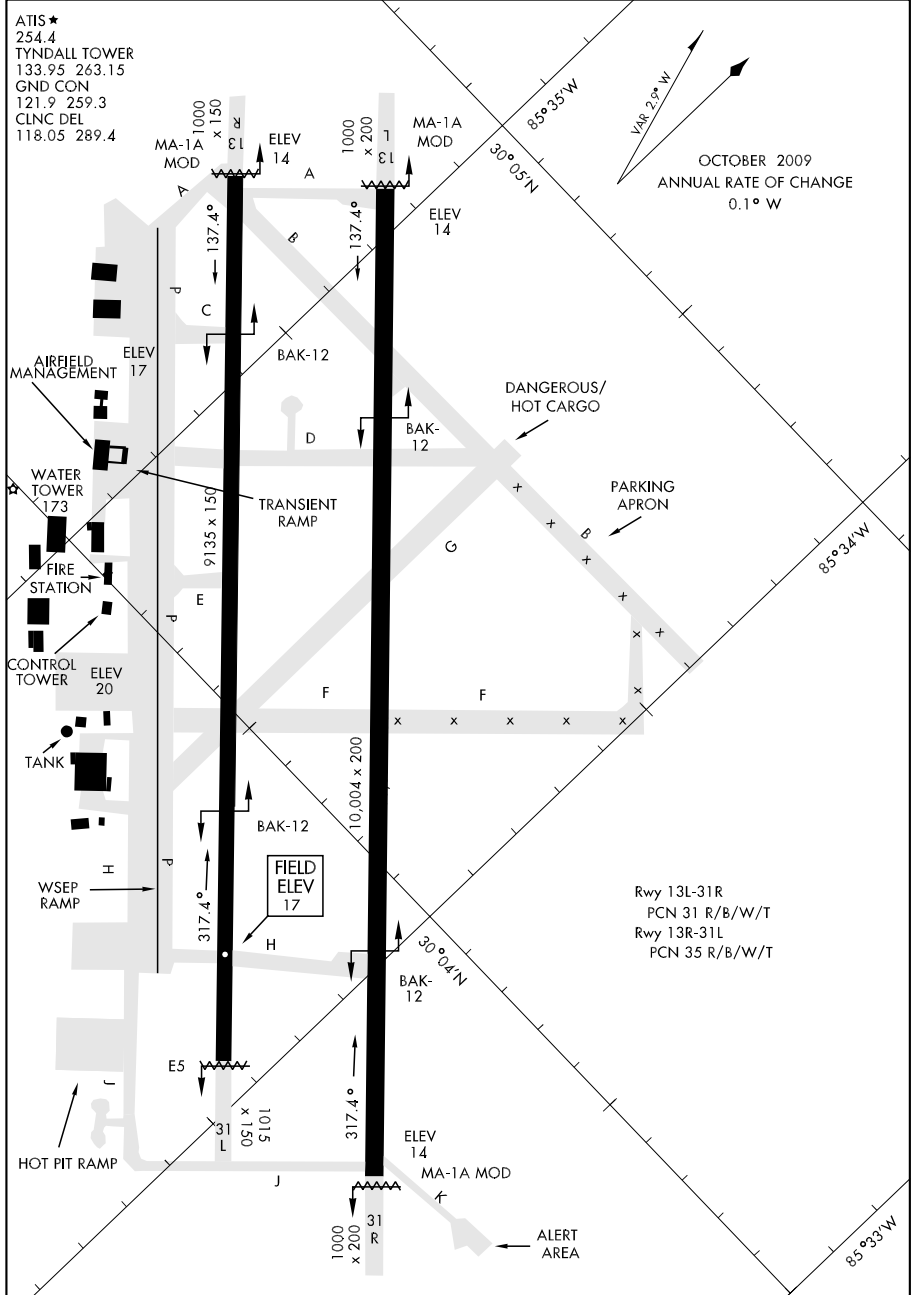 ATIS ★
254.4
TYNDALL TOWER
133.95 263.15
GND CON
121.9 259.3
CLNC DEL
118.05 289.4
1000
x 150
13
R
MA-1A
MOD
ELEV
14
A
A
1000
x 200
13
L
MA-1A
MOD
ELEV
14
85°35'W
30°05'N
VAR 2.9° W
OCTOBER 2009
ANNUAL RATE OF CHANGE
0.1° W
137.4°
137.4°
B
P
C
BAK-12
ELEV
17
AIRFIELD
MANAGEMENT
DANGEROUS/
HOT CARGO
D
BAK-
12
WATER
TOWER
173
TRANSIENT
RAMP
9135 x 150
PARKING
APRON
x
x
B
x
x
x
x
x
G
85°34'W
FIRE
STATION
E
P
CONTROL
TOWER
ELEV
20
F
F
x
x
x
x
x
TANK
10,004 x 200
BAK-12
H
P
WSEP
RAMP
317.4°
FIELD
ELEV
17
H
30°04'N
BAK-
12
Rwy 13L-31R
PCN 31 R/B/W/T
Rwy 13R-31L
PCN 35 R/B/W/T
E5
J
31
L
1015
x 150
317.4°
HOT PIT RAMP
J
ELEV
14
MA-1A MOD
K
31
R
1000
x 200
ALERT
AREA
85°33'W